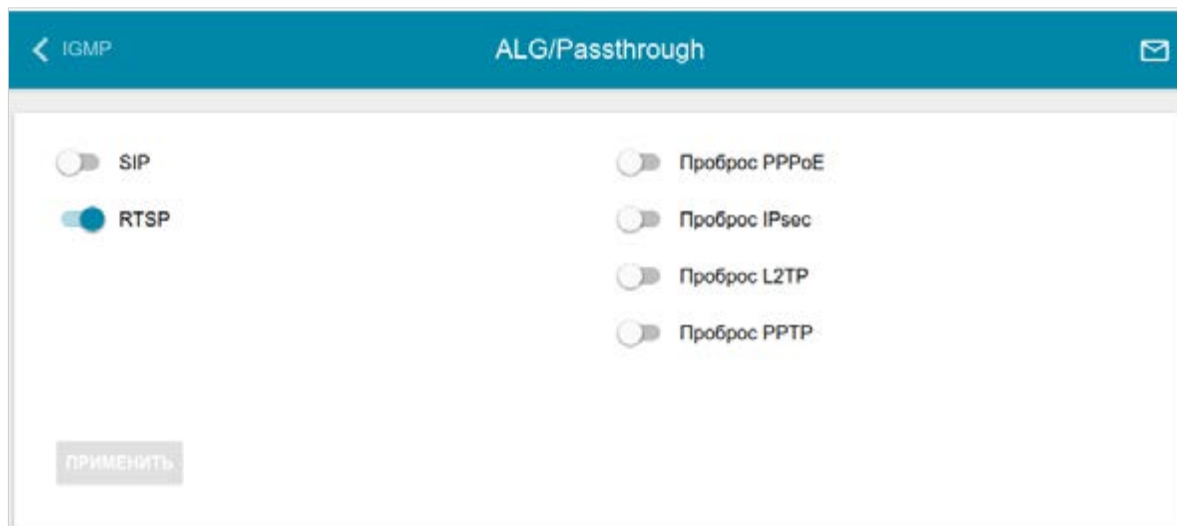 IGMP
ALG/Passthrough
SIP
RTSP
Проброс PPPoE
Проброс IPsec
Проброс L2TP
Проброс PPTP
ПРИМЕНИТЬ